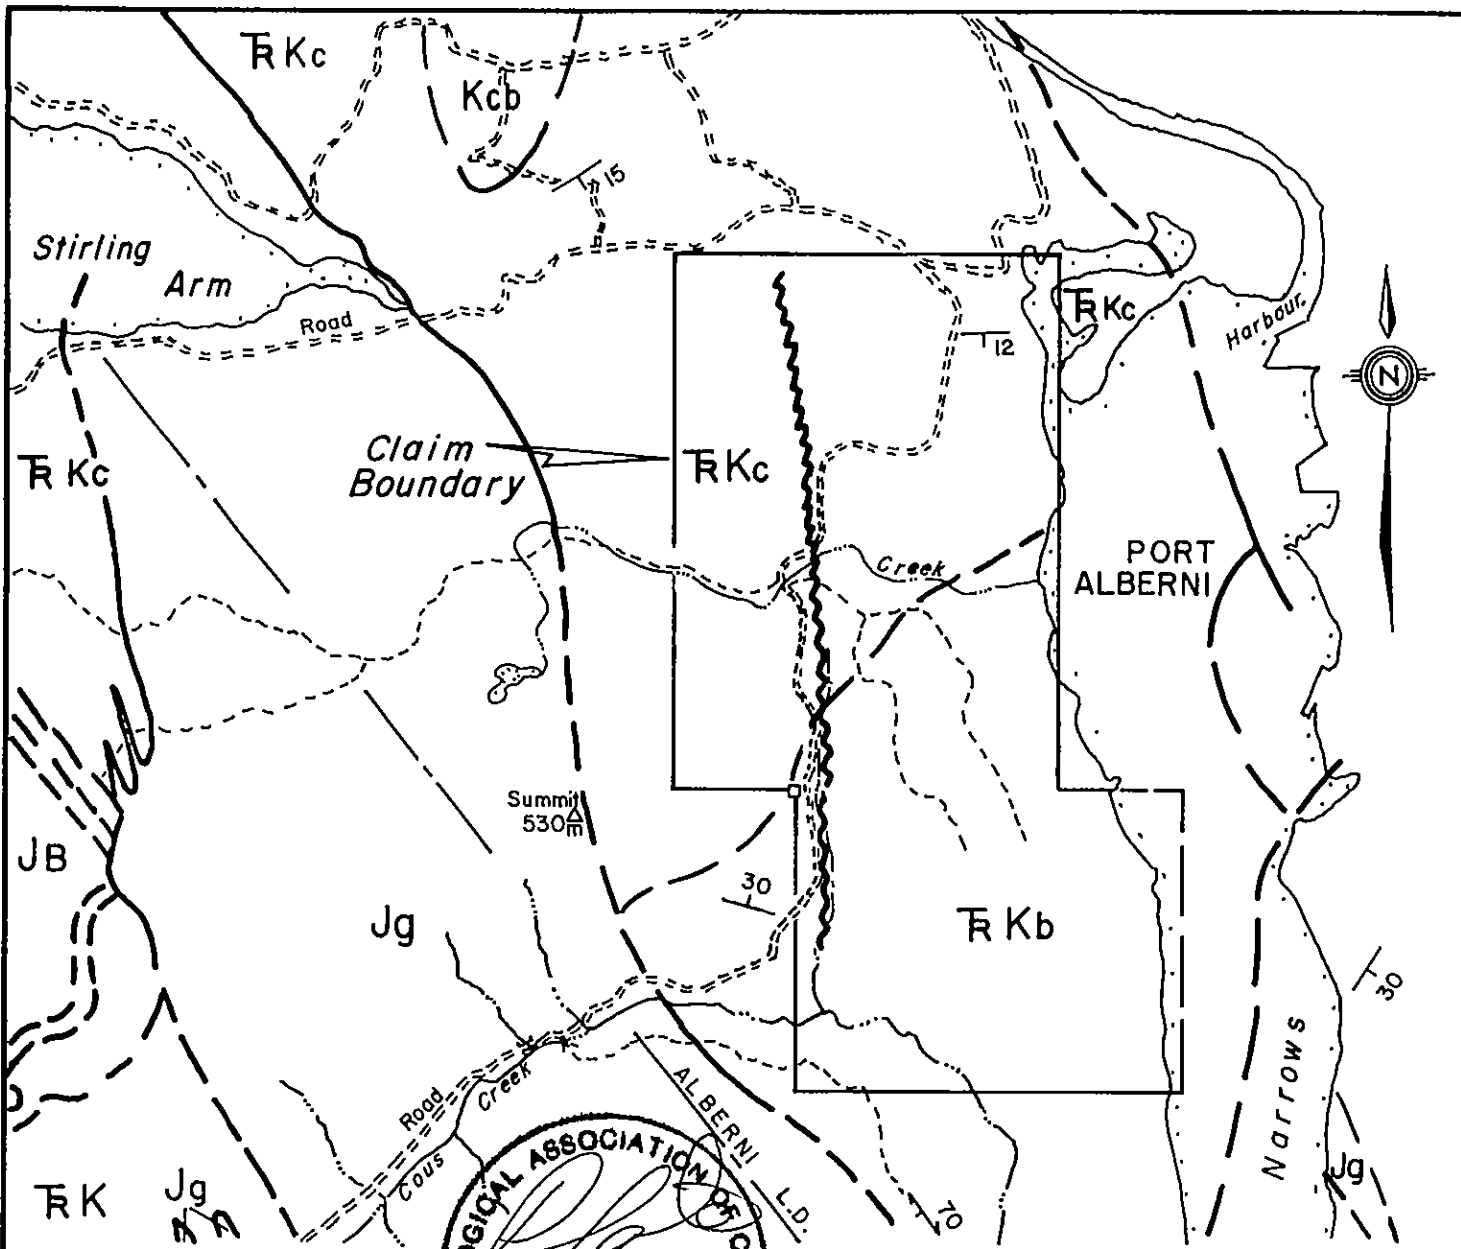 TR Kc
Kcb
15
Stirling
Arm
Road
TR Kc
Harbour
12
N
TR Kc
Claim
Boundary
TR Kc
Creek
PORT
ALBERNI
Summit
530m
JB
30
Jg
TR Kb
30
Narrows
Road
Creek
Cous
ALBERNI
L.D.
70
TR K
Jg
Jg
OGICAL ASSOCIATION OF C